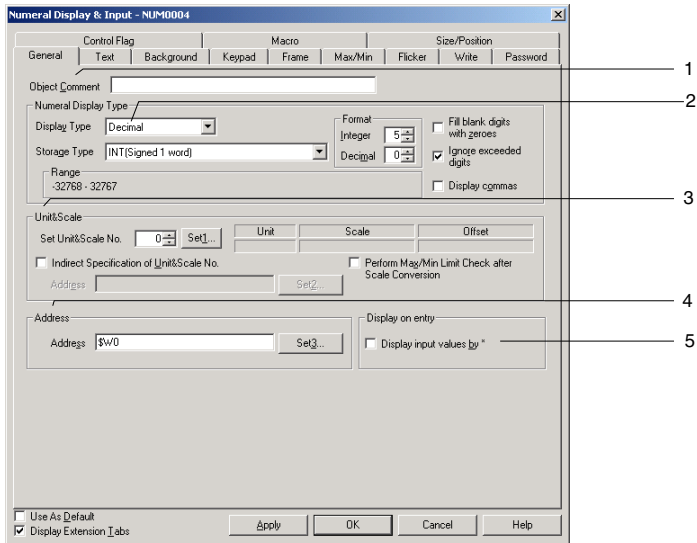 Numeral Display & Input - NUM0004
Control Flag Macro Size/Position
General Text Background Keypad Frame Max/Min Flicker Write Password
1
Object Comment
Numeral Display Type
2
Display Type Decimal
Format
Integer 5
Decimal 0
Fill blank digits
with zeroes
Storage Type INT(Signed 1 word)
Ignore exceeded
digits
Range
-32768 - 32767
Display commas
3
Unit&Scale
Set Unit&Scale No. 0 Set1...
Unit Scale Offset
Indirect Specification of Unit&Scale No.
Perform Max/Min Limit Check after
Scale Conversion
Address Set2...
4
Address
Display on entry
Address $W0 Set3...
Display input values by *
5
Use As Default
Display Extension Tabs
Apply OK Cancel Help